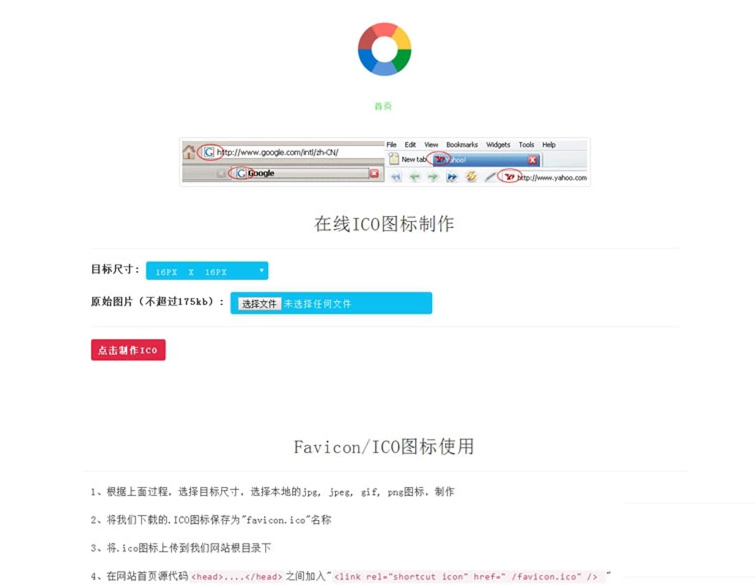 首页
File Edit View Bookmarks Widgets Tools Help
http://www.google.com/intl/zh-CN/
New tab Yahoo!
Google
http://www.yahoo.com
在线ICO图标制作
目标尺寸: 16PX X 16PX
原始图片（不超过175kb）: 选择文件 未选择任何文件
点击制作ICO
Favicon/ICO图标使用
1、根据上面过程，选择目标尺寸，选择本地的jpg, jpeg, gif, png图标，制作
2、将我们下载的.ICO图标保存为"favicon.ico"名称
3、将.ico图标上传到我们网站根目录下
4、在网站首页源代码<head>....</head>之间加入"<link rel="shortcut icon" href=" /favicon.ico" /> "